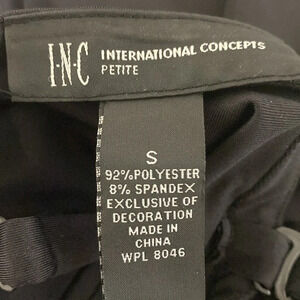 I·N·C INTERNATIONAL CONCEPTS
PETITE
S
92%POLYESTER
8% SPANDEX
EXCLUSIVE OF
DECORATION
MADE IN
CHINA
WPL 8046